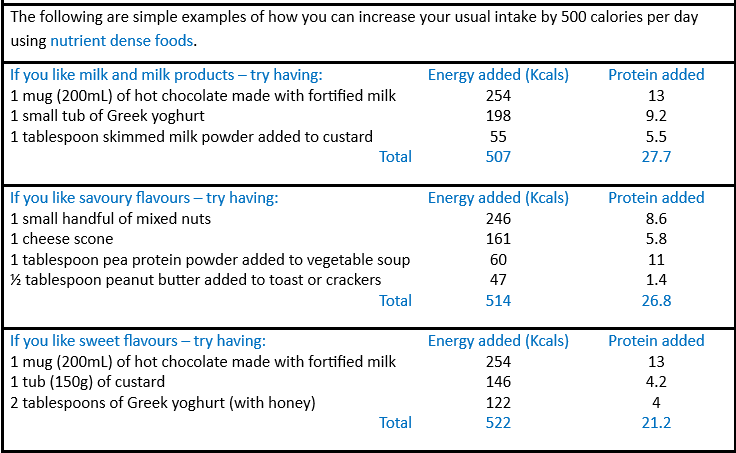 The following are simple examples of how you can increase your usual intake by 500 calories per day
using nutrient dense foods.
If you like milk and milk products – try having: Energy added (Kcals) Protein added
1 mug (200mL) of hot chocolate made with fortified milk 254 13
1 small tub of Greek yoghurt 198 9.2
1 tablespoon skimmed milk powder added to custard 55 5.5
Total 507 27.7
If you like savoury flavours – try having: Energy added (Kcals) Protein added
1 small handful of mixed nuts 246 8.6
1 cheese scone 161 5.8
1 tablespoon pea protein powder added to vegetable soup 60 11
½ tablespoon peanut butter added to toast or crackers 47 1.4
Total 514 26.8
If you like sweet flavours – try having: Energy added (Kcals) Protein added
1 mug (200mL) of hot chocolate made with fortified milk 254 13
1 tub (150g) of custard 146 4.2
2 tablespoons of Greek yoghurt (with honey) 122 4
Total 522 21.2